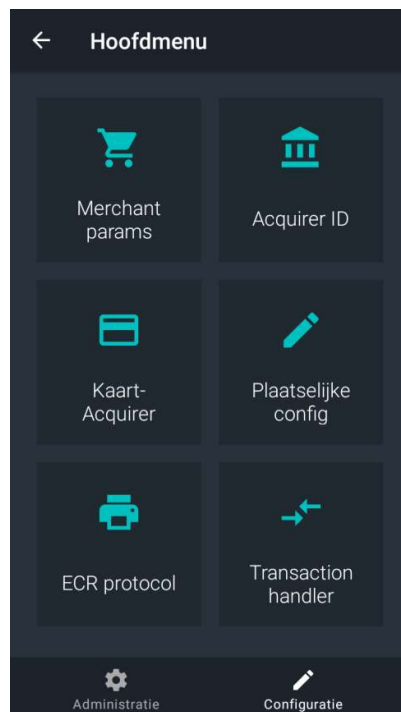 Hoofdmenu
Merchant
params
Acquirer ID
Kaart-
Acquirer
Plaatselijke
config
ECR protocol
Transaction
handler
Administratie
Configuratie